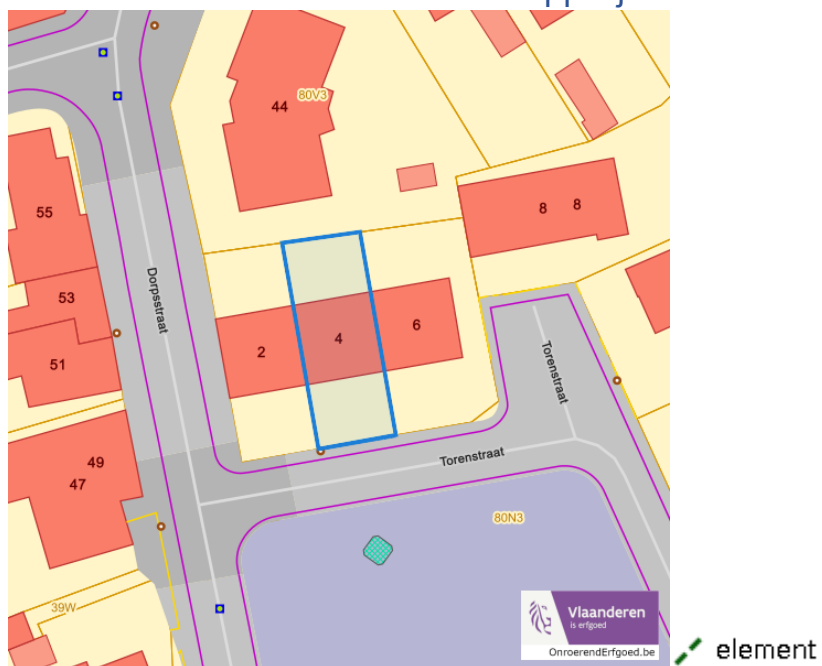 44
80V3
8 8
55
Dorpsstraat
53
4
6
2
51
Torenstraat
49
47
Torenstraat
80N3
39W
Vlaanderen
is erfgoed
OnroerendErfgoed.be
element